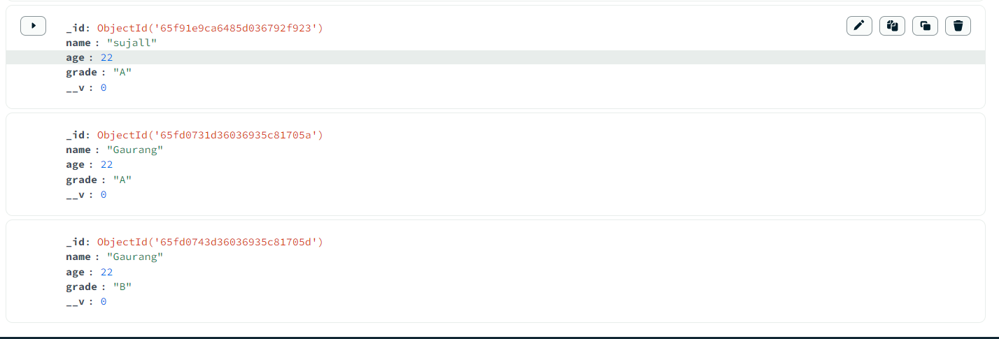 _id: ObjectId('65f91e9ca6485d036792f923')
name : "sujall"
age : 22
grade : "A"
__v : 0
_id: ObjectId('65fd0731d36036935c81705a')
name : "Gaurang"
age : 22
grade : "A"
__v : 0
_id: ObjectId('65fd0743d36036935c81705d')
name : "Gaurang"
age : 22
grade : "B"
__v : 0